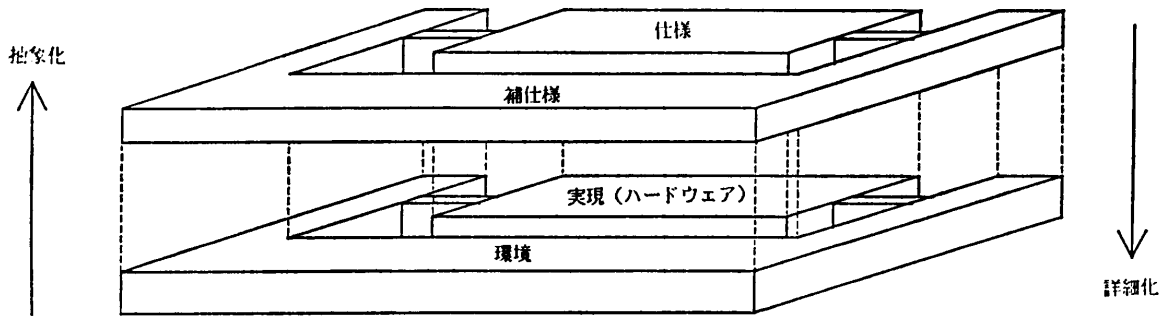 仕様
抽象化
補仕様
実現（ハードウェア）
環境
詳細化